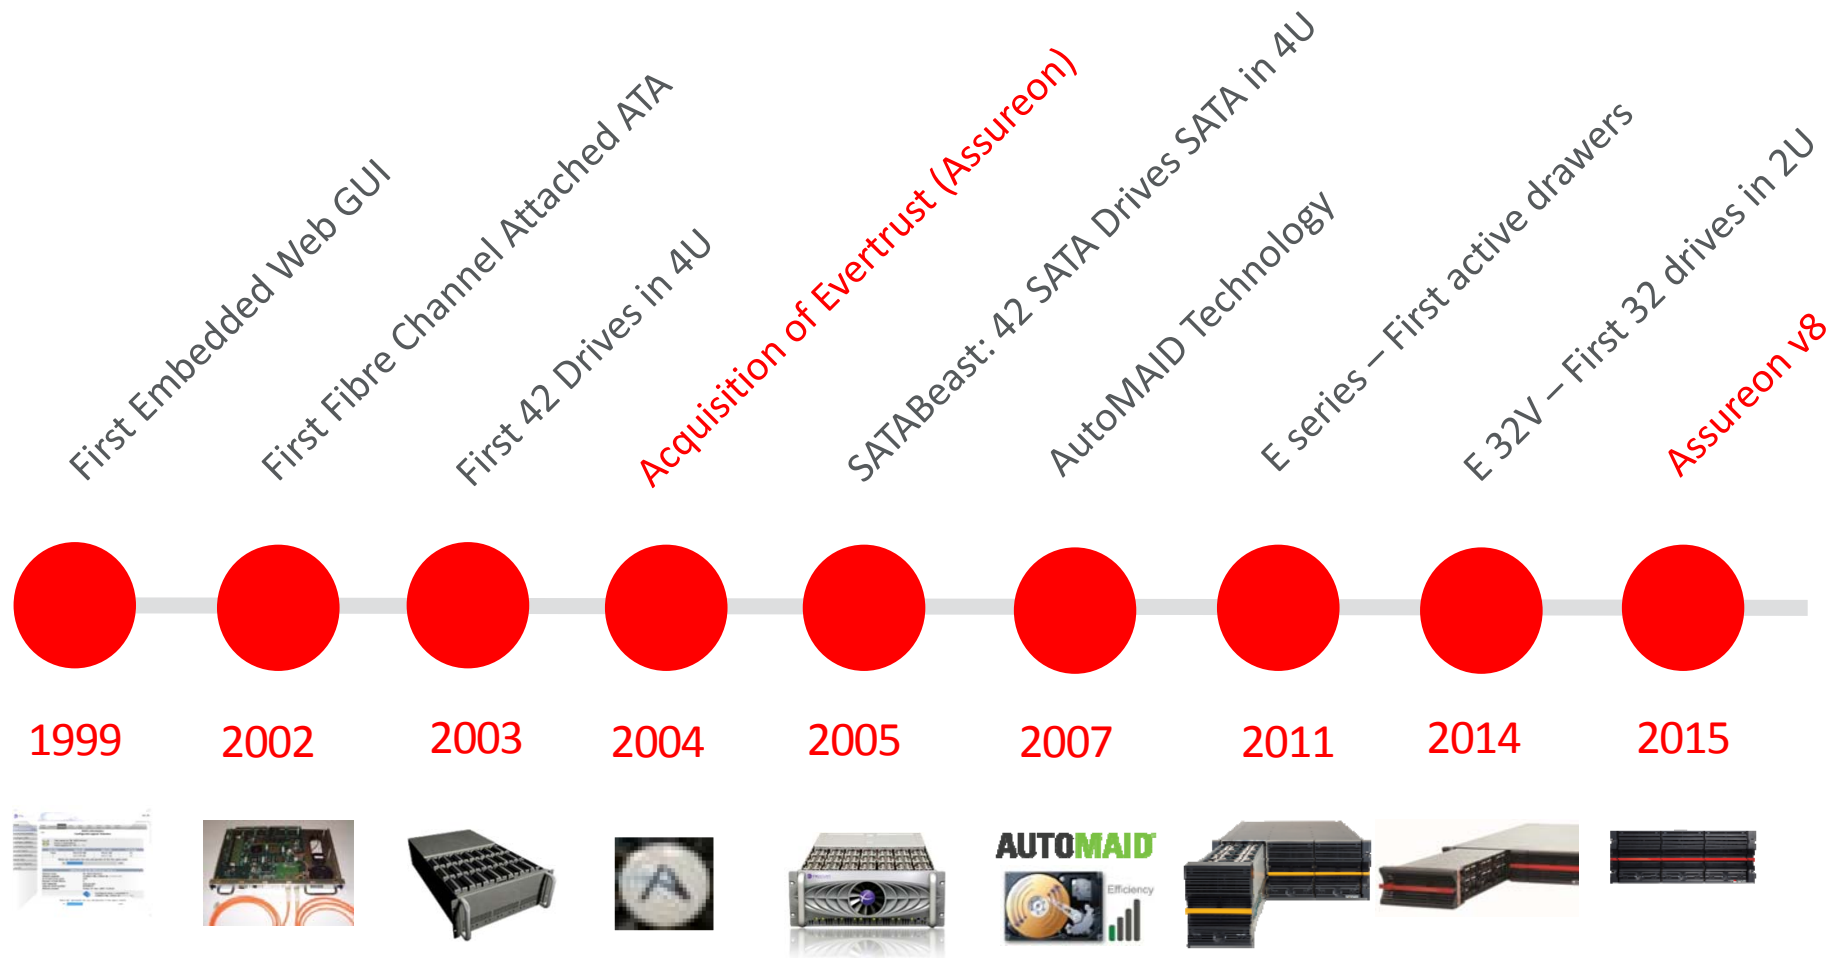 First Embedded Web GUI
First Fibre Channel Attached ATA
First 42 Drives in 4U
Acquisition of Evertrust (Assureon)
SATABeast: 42 SATA Drives SATA in 4U
AutoMAID Technology
E series – First active drawers
E 32V – First 32 drives in 2U
Assureon v8
1999
2002
2003
2004
2005
2007
2011
2014
2015
AUTOMAID
Efficiency